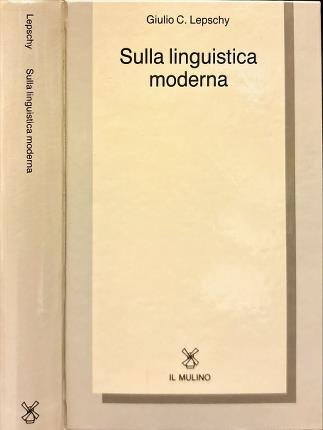 Lepschy
Sulla linguistica moderna
Giulio C. Lepschy
Sulla linguistica
moderna
IL MULINO